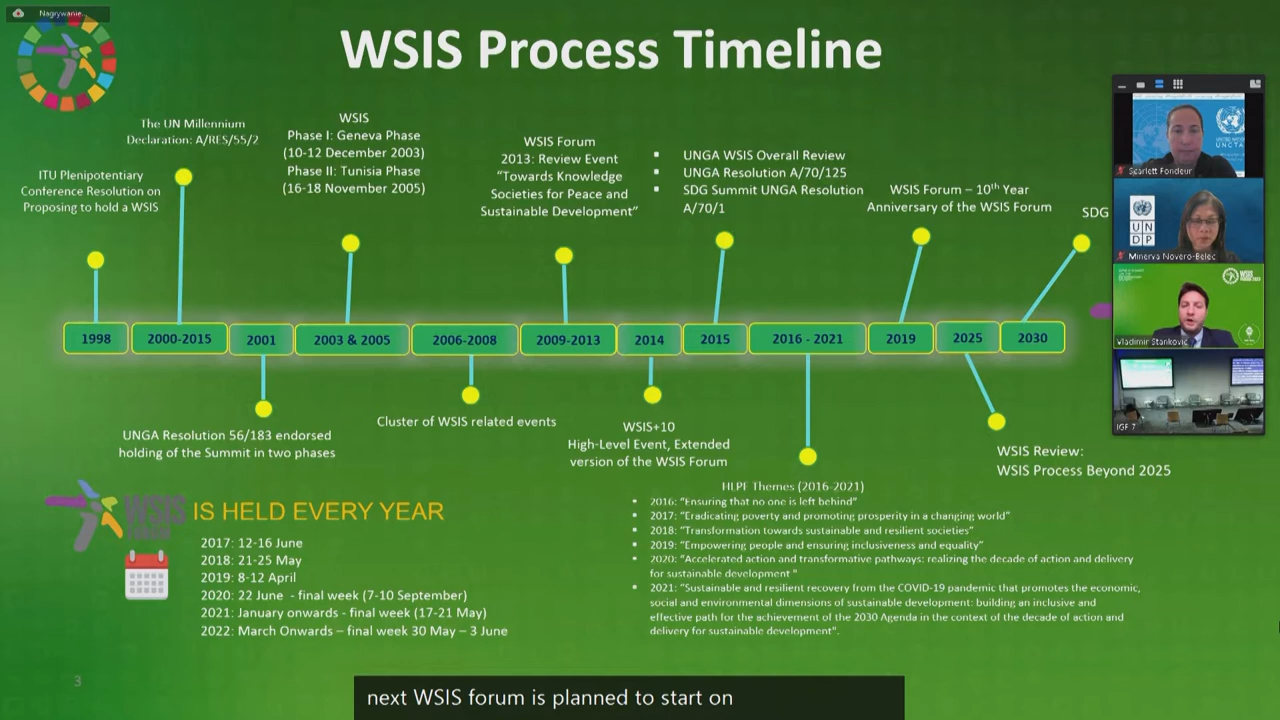 Nagrywanie...
WSIS Process Timeline
The UN Millennium
Declaration: A/RES/55/2
ITU Plenipotentiary
Conference Resolution on
Proposing to hold a WSIS
WSIS
Phase I: Geneva Phase
(10-12 December 2003)
Phase II: Tunisia Phase
(16-18 November 2005)
WSIS Forum
2013: Review Event
“Towards Knowledge
Societies for Peace and
Sustainable Development”
▪ UNGA WSIS Overall Review
▪ UNGA Resolution A/70/125
▪ SDG Summit UNGA Resolution
A/70/1
WSIS Forum – 10th Year
Anniversary of the WSIS Forum
SDG
1998
2000-2015
2001
2003 & 2005
2006-2008
2009-2013
2014
2015
2016 - 2021
2019
2025
2030
UNGA Resolution 56/183 endorsed
holding of the Summit in two phases
Cluster of WSIS related events
WSIS+10
High-Level Event, Extended
version of the WSIS Forum
WSIS Review:
WSIS Process Beyond 2025
HLPF Themes (2016-2021)
▪ 2016: “Ensuring that no one is left behind”
▪ 2017: “Eradicating poverty and promoting prosperity in a changing world”
▪ 2018: “Transformation towards sustainable and resilient societies”
▪ 2019: “Empowering people and ensuring inclusiveness and equality”
▪ 2020: “Accelerated action and transformative pathways: realizing the decade of action and delivery
for sustainable development ”
▪ 2021: “Sustainable and resilient recovery from the COVID-19 pandemic that promotes the economic,
social and environmental dimensions of sustainable development: building an inclusive and
effective path for the achievement of the 2030 Agenda in the context of the decade of action and
delivery for sustainable development”.
WSIS
FORUM
IS HELD EVERY YEAR
2017: 12-16 June
2018: 21-25 May
2019: 8-12 April
2020: 22 June - final week (7-10 September)
2021: January onwards - final week (17-21 May)
2022: March Onwards – final week 30 May – 3 June
3
Scarlett Fondeur
UN
DP
Minerva Novero-Belec
Vladimir Stankovic
IGF 7
next WSIS forum is planned to start on